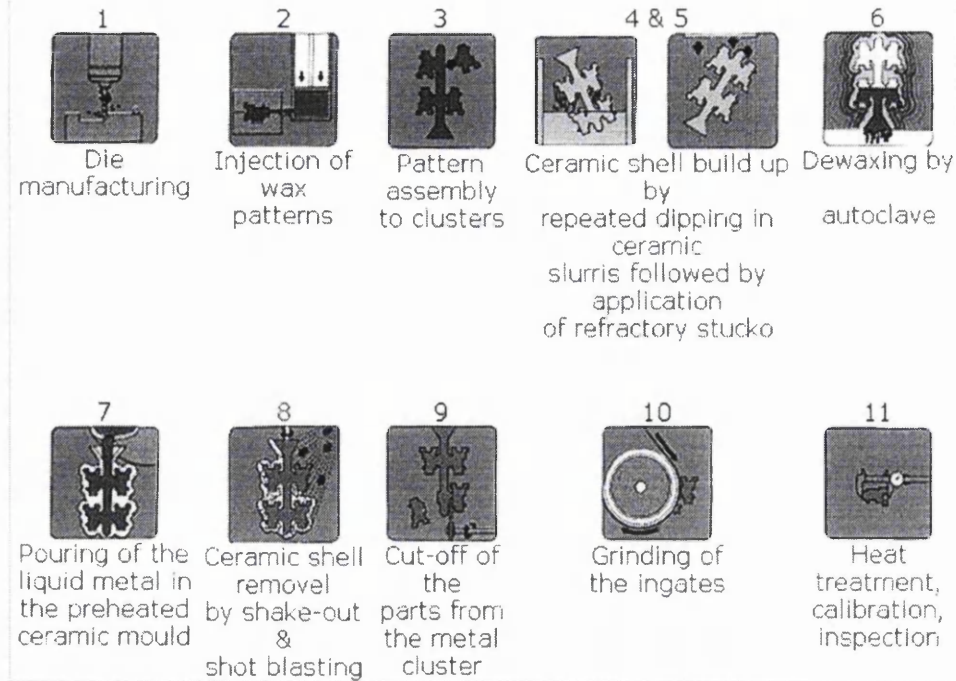 1
Die
manufacturing
2
Injection of
wax
patterns
3
Pattern
assembly
to clusters
4 & 5
Ceramic shell build up
by
repeated dipping in
ceramic
slurris followed by
application
of refractory stucko
6
Dewaxing by
autoclave
7
Pouring of the
liquid metal in
the preheated
ceramic mould
8
Ceramic shell
removel
by shake-out
&
shot blasting
9
Cut-off of
the
parts from
the metal
cluster
10
Grinding of
the ingates
11
Heat
treatment,
calibration,
inspection